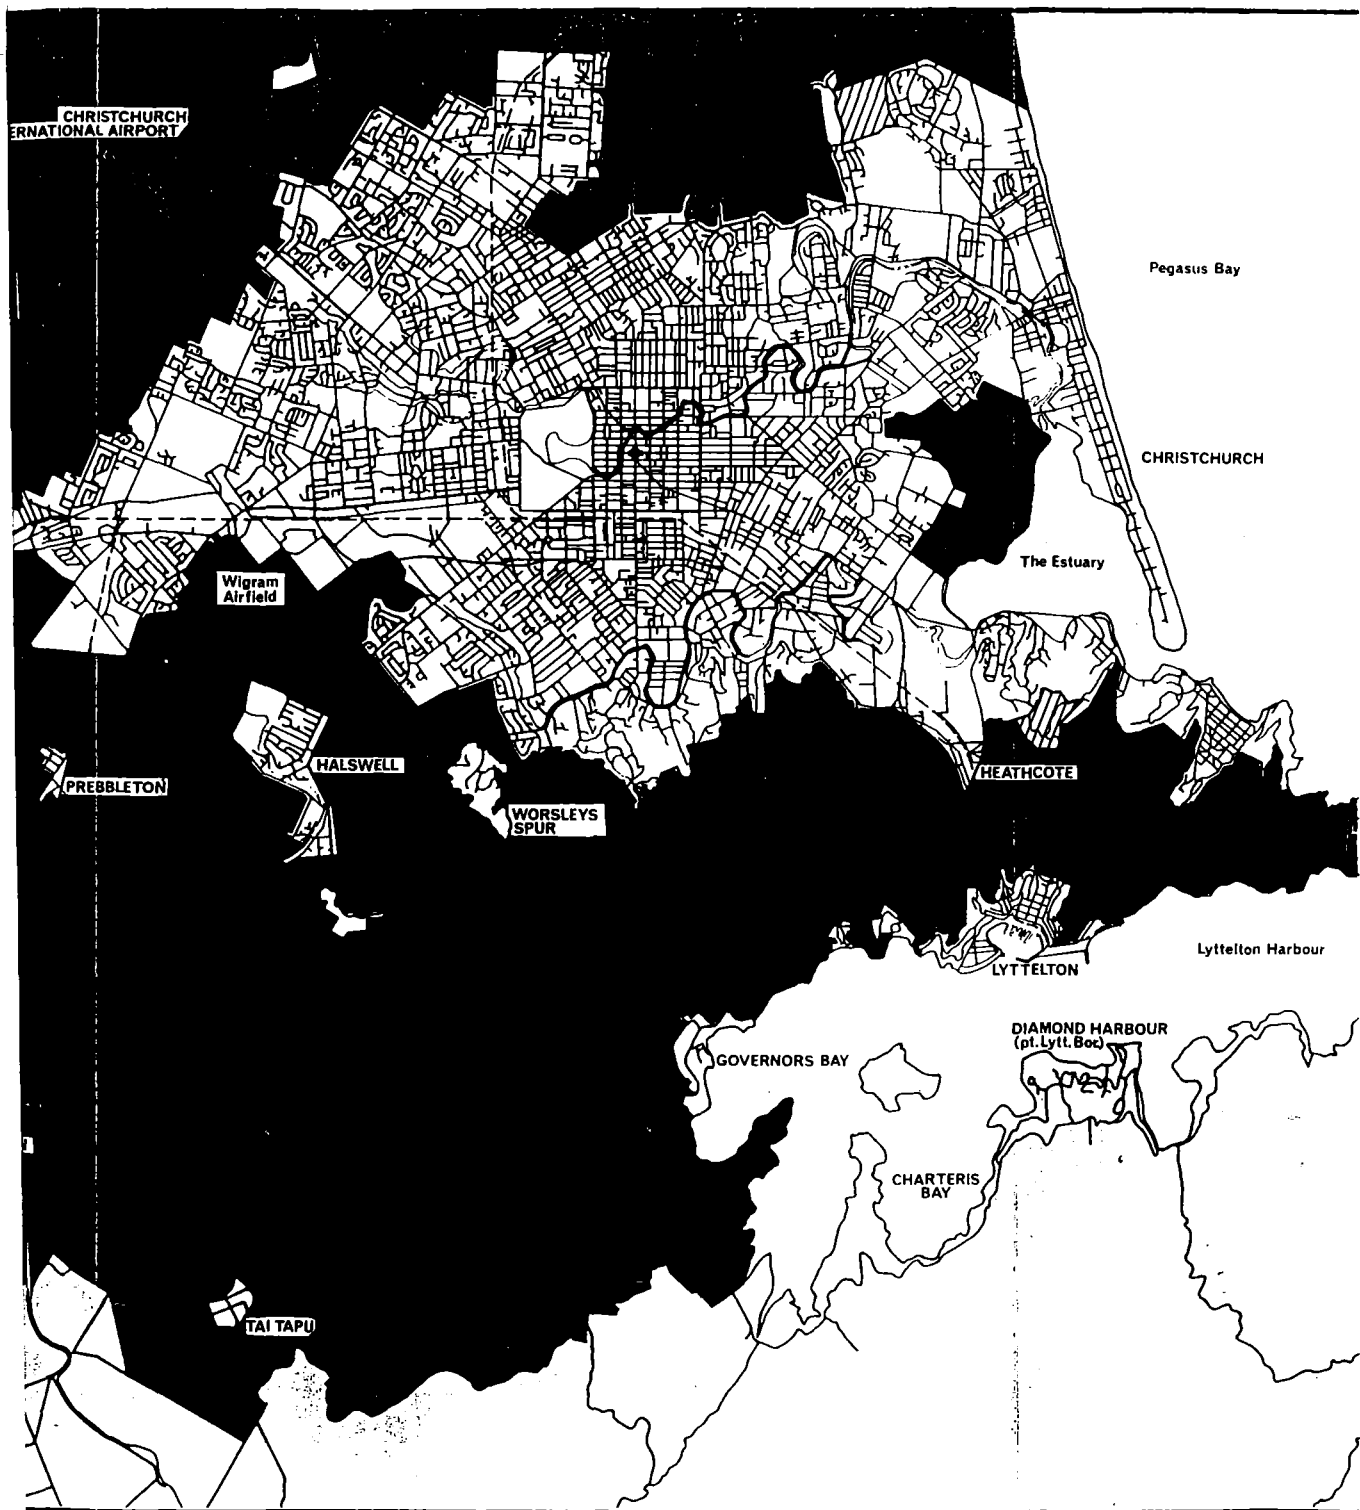 CHRISTCHURCH
ERNATIONAL AIRPORT
Pegasus Bay
CHRISTCHURCH
The Estuary
Wigram
Airfield
HALSWELL
PREBBLETON
HEATHCOTE
WORSLEYS
SPUR
Lyttelton Harbour
LYTTELTON
DIAMOND HARBOUR
(pt. Lytt. Bor.)
GOVERNORS BAY
CHARTERIS
BAY
TAI TAPU